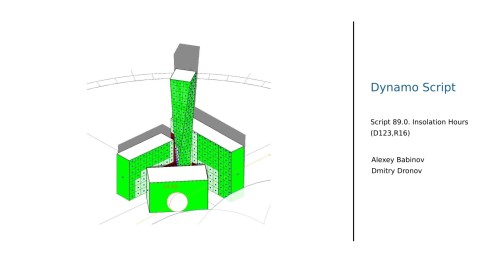 Dynamo Script
Script 89.0. Insolation Hours
(D123,R16)
Alexey Babinov
Dmitry Dronov